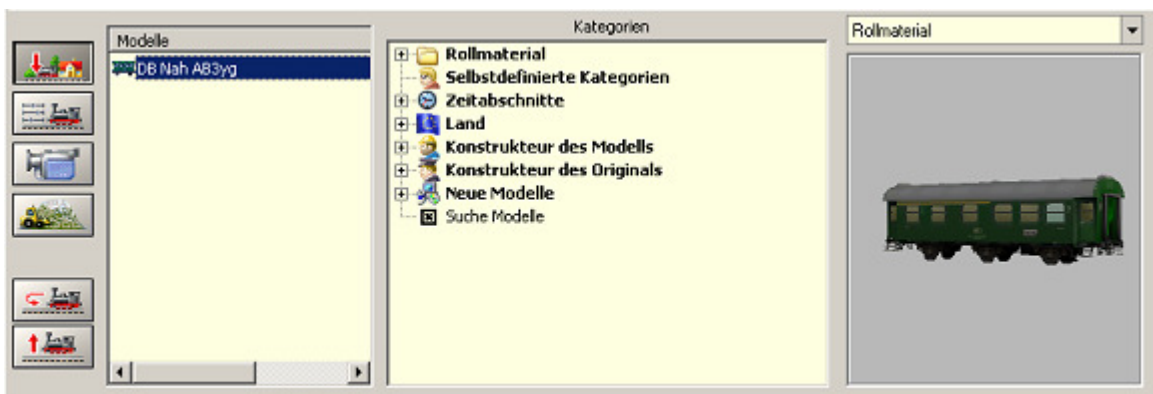 Modelle
DB Nah AB3yg
Kategorien
Rollmaterial
Selbstdefinierte Kategorien
Zeitabschnitte
Land
Konstrukteur des Modells
Konstrukteur des Originals
Neue Modelle
Suche Modelle
Rollmaterial